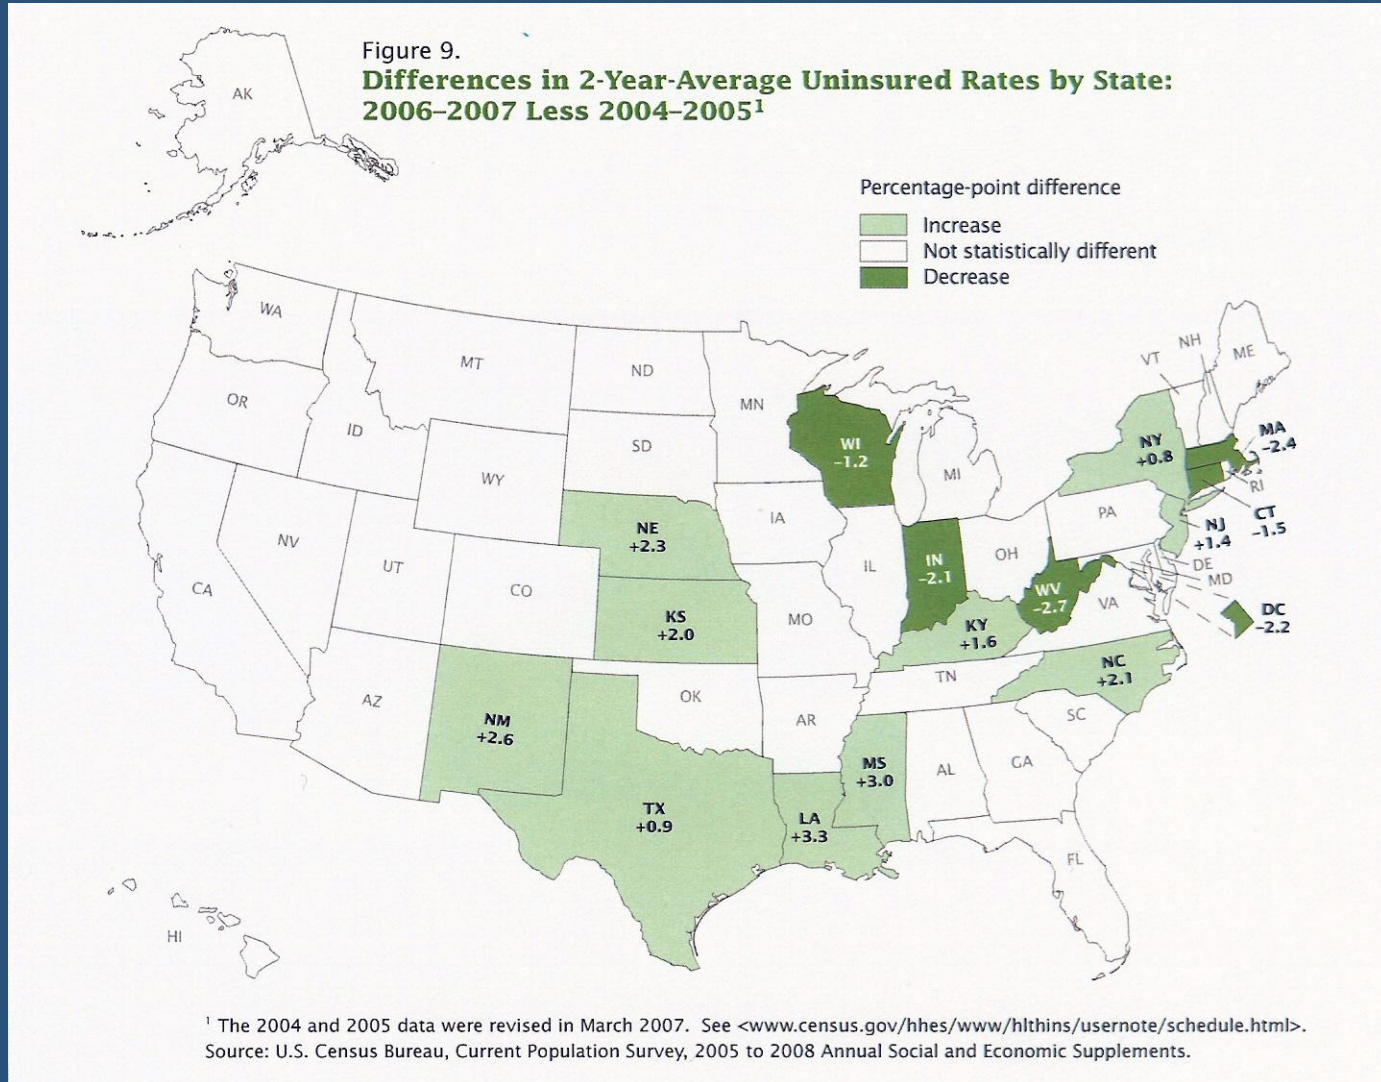 Figure 9.
Differences in 2-Year-Average Uninsured Rates by State:
2006–2007 Less 2004–2005¹
Percentage-point difference
Increase
Not statistically different
Decrease
AK
WA
OR
CA
NV
ID
MT
WY
UT
AZ
CO
NM
+2.6
ND
SD
NE
+2.3
KS
+2.0
OK
TX
+0.9
MN
IA
MO
AR
LA
+3.3
WI
–1.2
IL
MI
IN
–2.1
OH
KY
+1.6
TN
MS
+3.0
AL
GA
FL
SC
NC
+2.1
VA
WV
–2.7
PA
NY
+0.8
VT
NH
ME
MA
–2.4
RI
CT
–1.5
NJ
+1.4
DE
MD
DC
–2.2
HI
¹ The 2004 and 2005 data were revised in March 2007. See <www.census.gov/hhes/www/hlthins/usernote/schedule.html>.
Source: U.S. Census Bureau, Current Population Survey, 2005 to 2008 Annual Social and Economic Supplements.